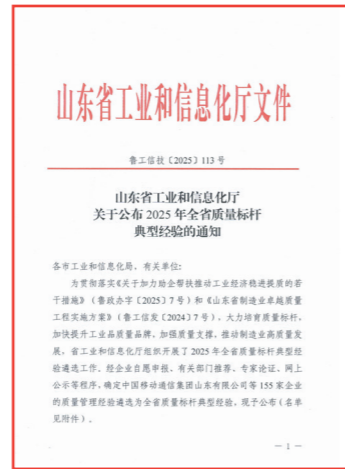 山东省工业和信息化厅文件
鲁工信技〔2025〕113号
山东省工业和信息化厅
关于公布2025年全省质量标杆
典型经验的通知
各市工业和信息化局，有关单位：
为贯彻落实《关于加力助企帮扶推动工业经济稳进提质的若
干措施》（鲁政办字〔2025〕7号）和《山东省制造业卓越质量
工程实施方案》（鲁工信发〔2024〕7号），大力培育质量标杆，
加快提升工业品质量品牌、加强质量支撑，推动制造业高质量发
展，省工业和信息化厅组织开展了2025年全省质量标杆典型经
验遴选工作。经企业自愿申报、有关部门推荐、专家论证、网上
公示等程序，确定中国移动通信集团山东有限公司等155家企业
的质量管理经验遴选为全省质量标杆典型经验，现予公布（名单
见附件）。
— 1 —